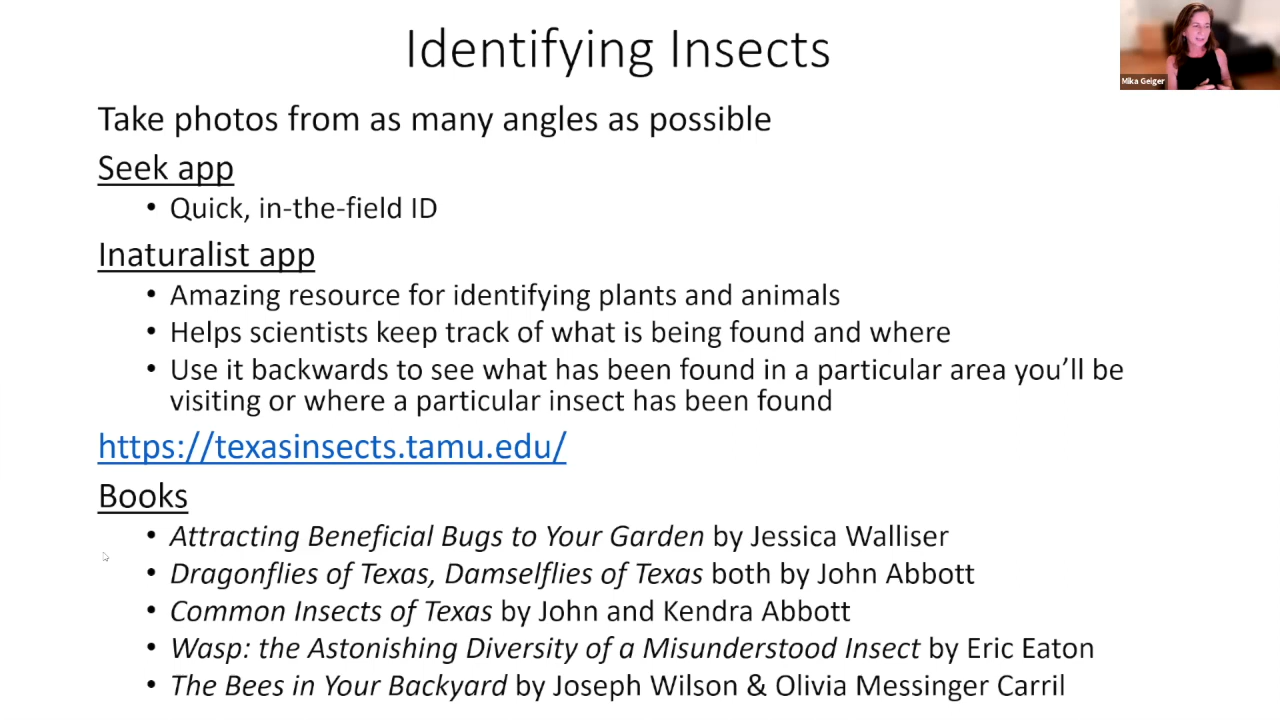 Identifying Insects
Mika Geiger
Take photos from as many angles as possible
Seek app
• Quick, in-the-field ID
Inaturalist app
• Amazing resource for identifying plants and animals
• Helps scientists keep track of what is being found and where
• Use it backwards to see what has been found in a particular area you’ll be
visiting or where a particular insect has been found
https://texasinsects.tamu.edu/
Books
• Attracting Beneficial Bugs to Your Garden by Jessica Walliser
• Dragonflies of Texas, Damselflies of Texas both by John Abbott
• Common Insects of Texas by John and Kendra Abbott
• Wasp: the Astonishing Diversity of a Misunderstood Insect by Eric Eaton
• The Bees in Your Backyard by Joseph Wilson & Olivia Messinger Carril